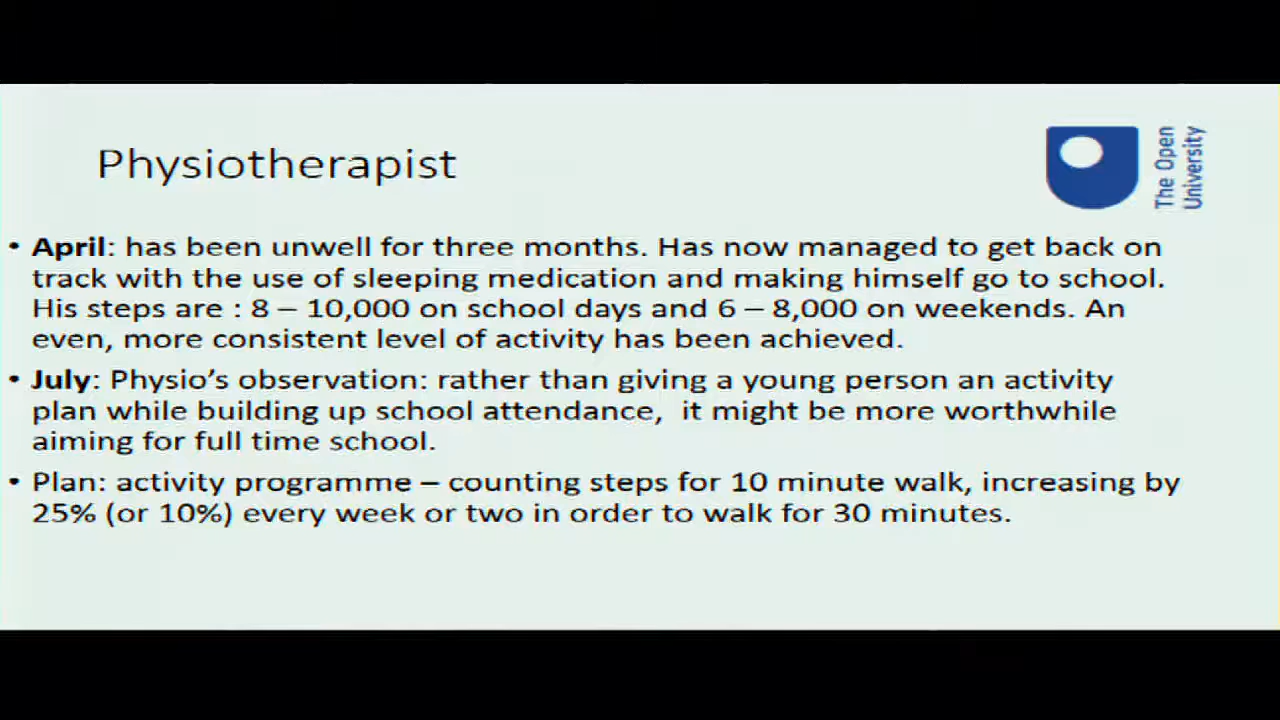 Physiotherapist
The Open
University
• April: has been unwell for three months. Has now managed to get back on
track with the use of sleeping medication and making himself go to school.
His steps are : 8 – 10,000 on school days and 6 – 8,000 on weekends. An
even, more consistent level of activity has been achieved.
• July: Physio’s observation: rather than giving a young person an activity
plan while building up school attendance,  it might be more worthwhile
aiming for full time school.
• Plan: activity programme – counting steps for 10 minute walk, increasing by
25% (or 10%) every week or two in order to walk for 30 minutes.